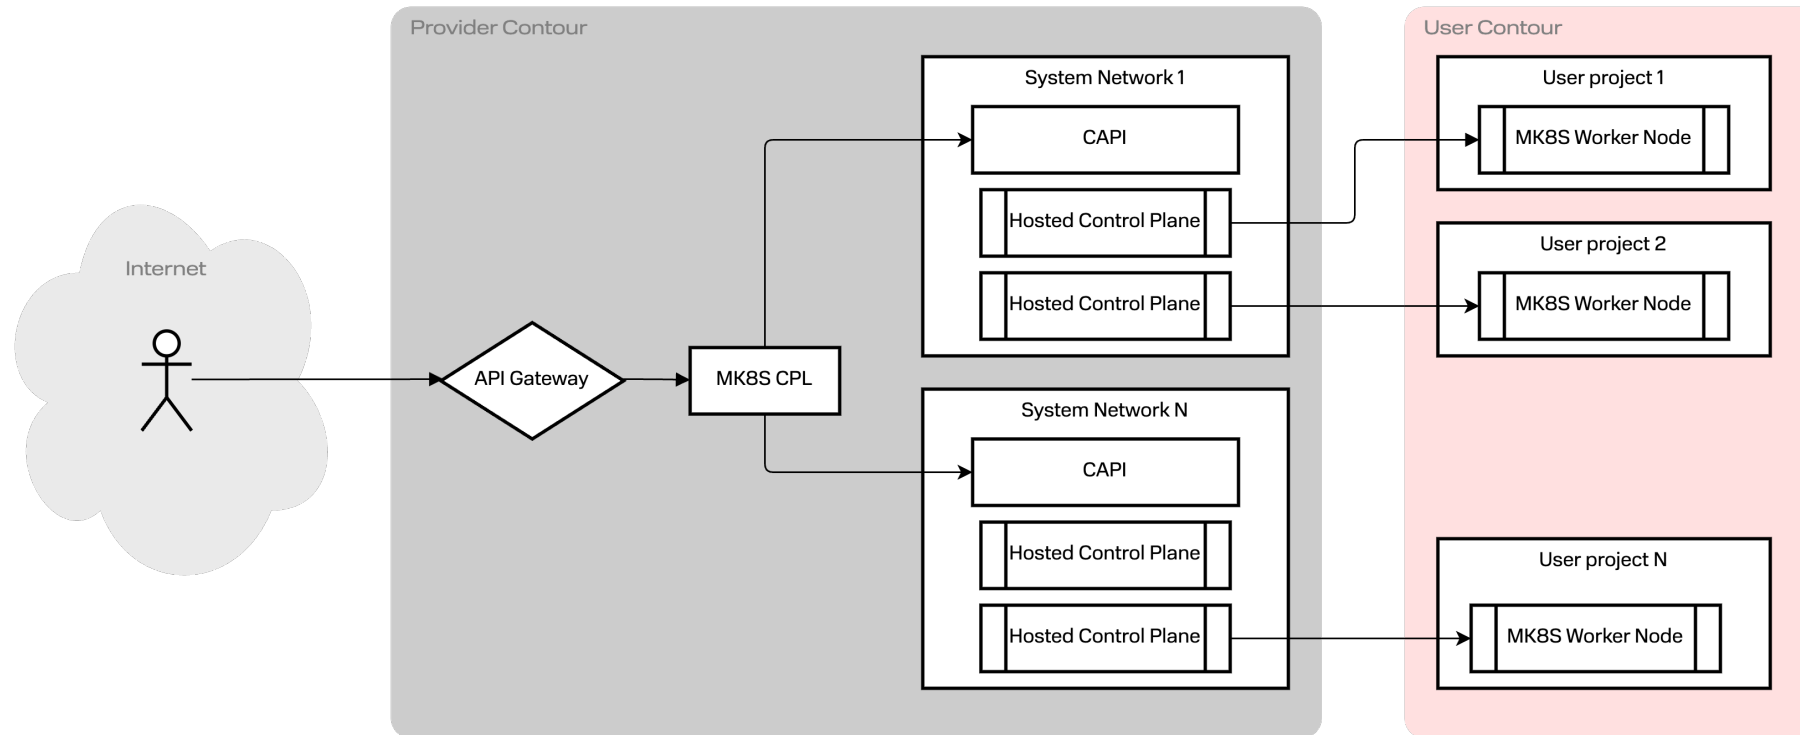 Provider Contour
User Contour
Internet
API Gateway
MK8S CPL
System Network 1
CAPI
Hosted Control Plane
Hosted Control Plane
System Network N
CAPI
Hosted Control Plane
Hosted Control Plane
User project 1
MK8S Worker Node
User project 2
MK8S Worker Node
User project N
MK8S Worker Node